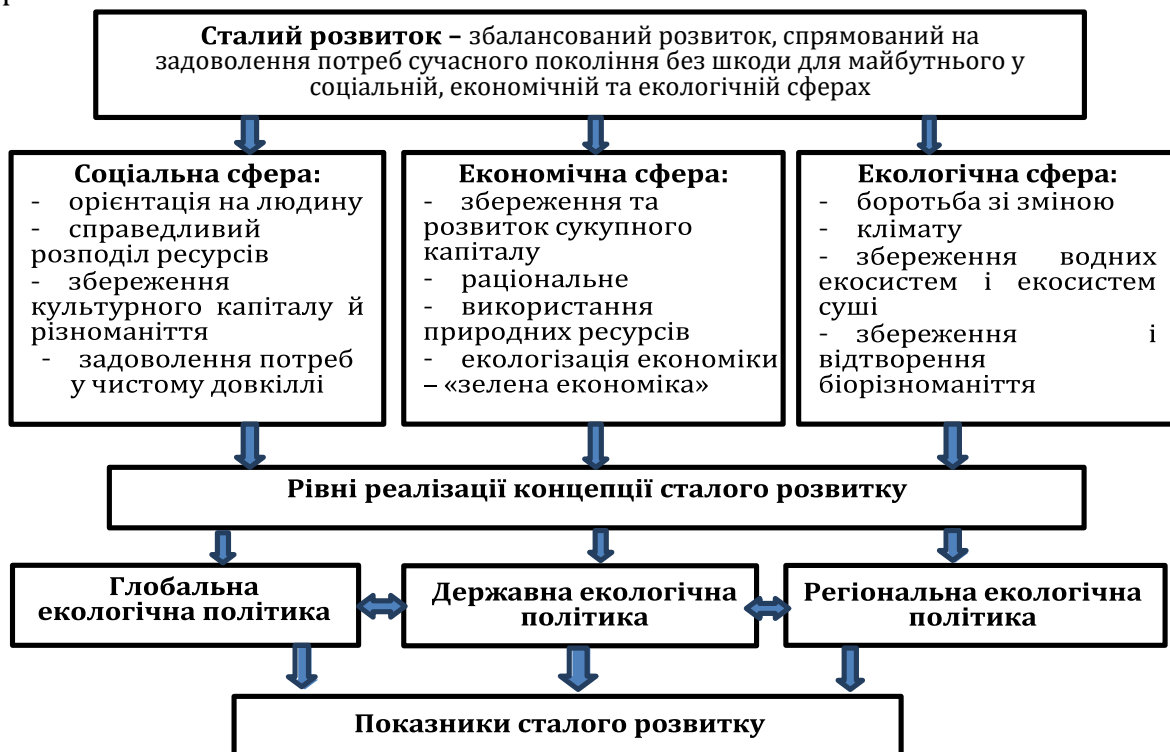 Сталий розвиток – збалансований розвиток, спрямований на
задоволення потреб сучасного покоління без шкоди для майбутнього у
соціальній, економічній та екологічній сферах
Соціальна сфера:
- орієнтація на людину
- справедливий
розподіл ресурсів
- збереження
культурного капіталу й
різноманіття
- задоволення потреб
у чистому довкіллі
Економічна сфера:
- збереження та
розвиток сукупного
капіталу
- раціональне
- використання
природних ресурсів
- екологізація економіки
– «зелена економіка»
Екологічна сфера:
- боротьба зі зміною
- клімату
- збереження водних
екосистем і екосистем
суші
- збереження і
відтворення
біорізноманіття
Рівні реалізації концепції сталого розвитку
Глобальна
екологічна політика
Державна екологічна
політика
Регіональна екологічна
політика
Показники сталого розвитку